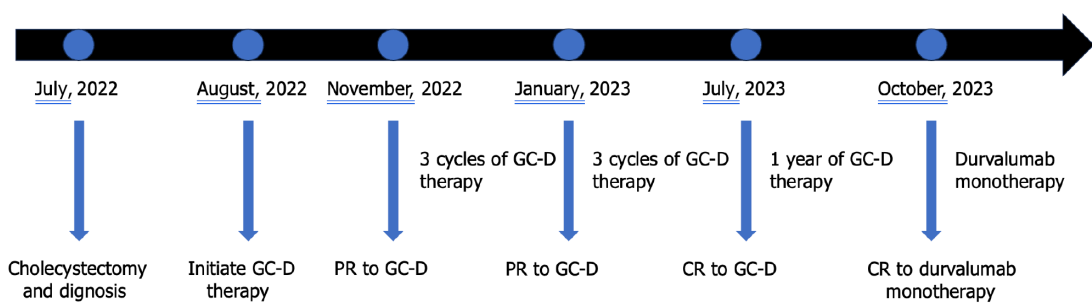 July, 2022
August, 2022
November, 2022
January, 2023
July, 2023
October, 2023
3 cycles of GC-D
therapy
3 cycles of GC-D
therapy
1 year of GC-D
therapy
Durvalumab
monotherapy
Cholecystectomy
and dignosis
Initiate GC-D
therapy
PR to GC-D
PR to GC-D
CR to GC-D
CR to durvalumab
monotherapy